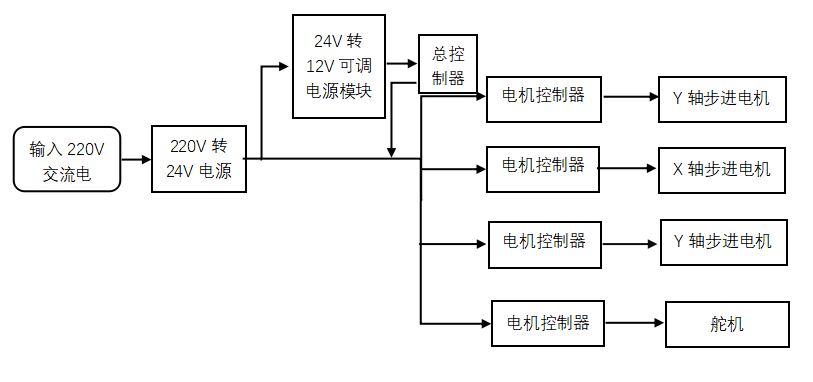 输入 220V
交流电
220V 转
24V 电源
24V 转
12V 可调
电源模块
总控
制器
电机控制器
Y 轴步进电机
电机控制器
X 轴步进电机
电机控制器
Y 轴步进电机
电机控制器
舵机